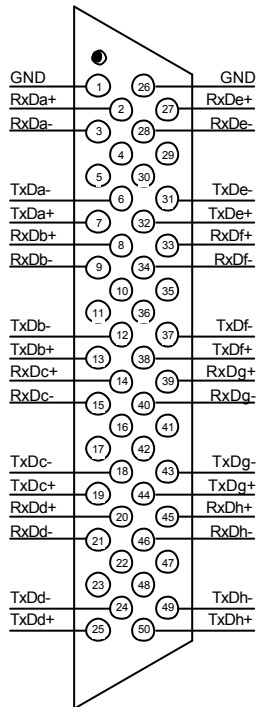 GND 1 26 GND
RxDa+ 2 27 RxDe+
RxDa- 3 28 RxDe-
4 29
5 30
TxDa- 6 31 TxDe-
TxDa+ 7 32 TxDe+
RxDb+ 8 33 RxDf+
RxDb- 9 34 RxDf-
10 35
11 36
TxDb- 12 37 TxDf-
TxDb+ 13 38 TxDf+
RxDc+ 14 39 RxDg+
RxDc- 15 40 RxDg-
16 41
17 42
TxDc- 18 43 TxDg-
TxDc+ 19 44 TxDg+
RxDd+ 20 45 RxDh+
RxDd- 21 46 RxDh-
22 47
23 48
TxDd- 24 49 TxDh-
TxDd+ 25 50 TxDh+